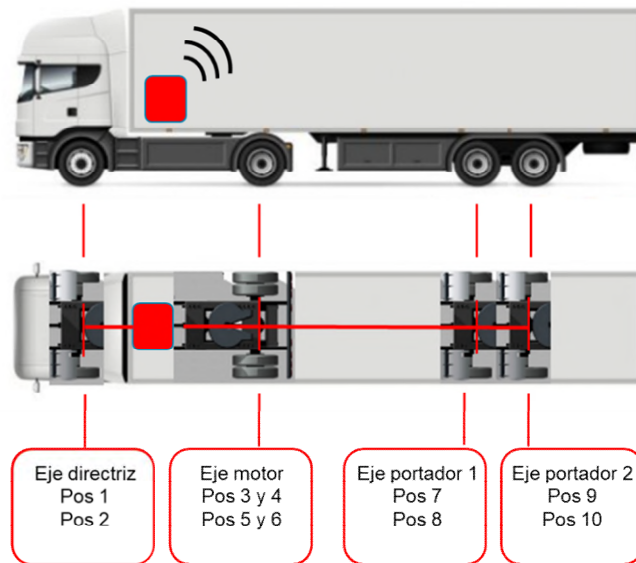 Eje directriz
Pos 1
Pos 2
Eje motor
Pos 3 y 4
Pos 5 y 6
Eje portador 1
Pos 7
Pos 8
Eje portador 2
Pos 9
Pos 10